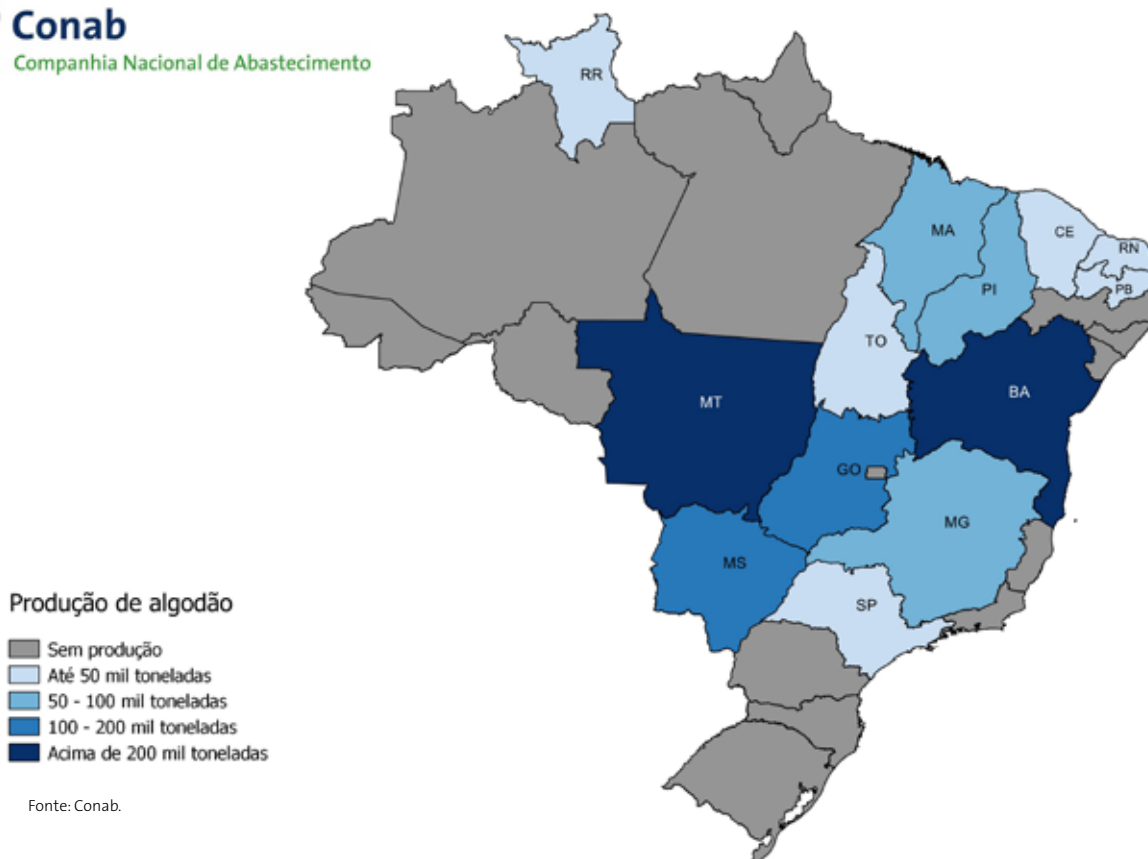 Conab
Companhia Nacional de Abastecimento
RR
MA
CE
RN
PI
PB
TO
MT
BA
GO
MG
MS
SP
Produção de algodão
Sem produção
Até 50 mil toneladas
50 - 100 mil toneladas
100 - 200 mil toneladas
Acima de 200 mil toneladas
Fonte: Conab.